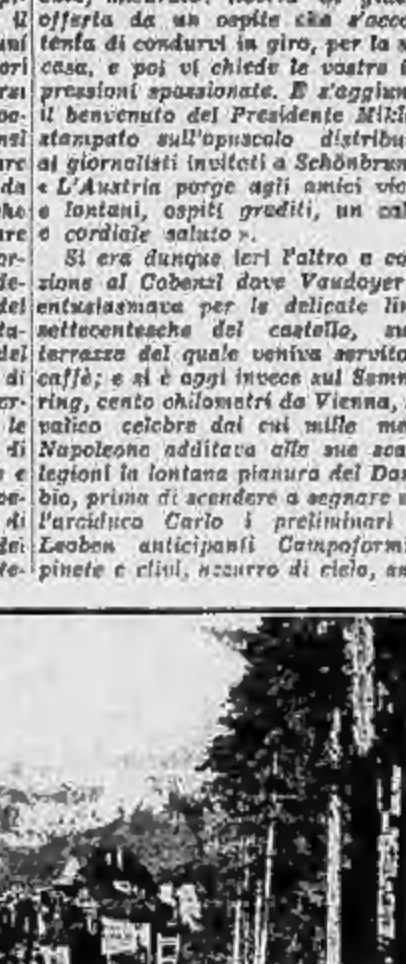 il
offerta da un ospite che s'acco
tenta di condurvi in giro, per la s
casa, e poi vi chiede le vostre i
pressioni spassionate. E s'aggiun
il benvenuto del Presidente Mikl
stampato sull'opuscolo distribu
ai giornalisti invitati a Schönbrun
« L'Austria porge agli amici vic
e lontani, ospiti graditi, un cal
e cordiale saluto ».
Si era dunque ieri l'altro a co
zione al Cobenzl dove Vaudoyer
entusiasmava per le delicate lin
settecentesche del castello, su
terrazza del quale veniva servito
caffè; e si è oggi invece sul Semm
ring, cento chilometri da Vienna,
valico celebre dai cui mille me
Napoleone additava alle sue sca
legioni la lontana pianura del Dan
bio, prima di scendere a segnare
l'arciduca Carlo i preliminari
Leoben anticipanti Campoformi
pinete e clivi, azzurro di cielo, an